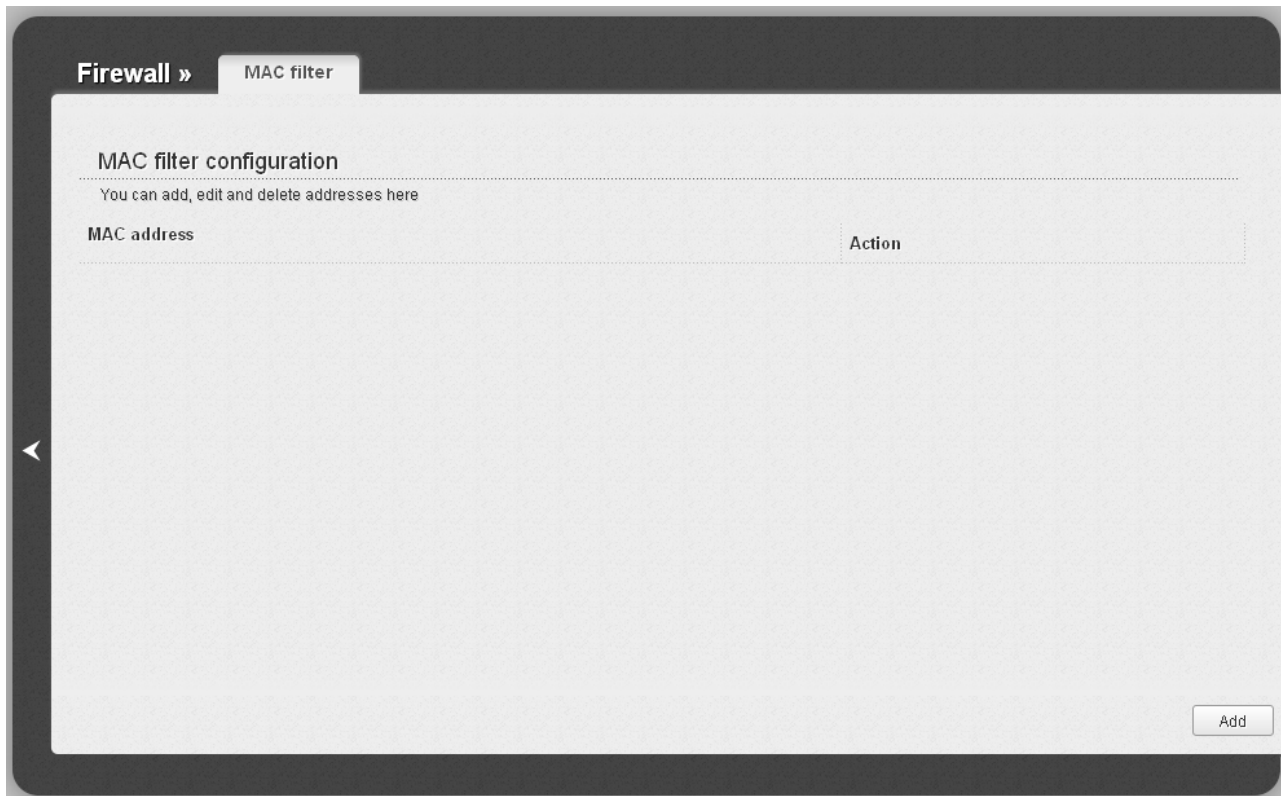 Firewall » MAC filter
MAC filter configuration
You can add, edit and delete addresses here
MAC address
Action
Add